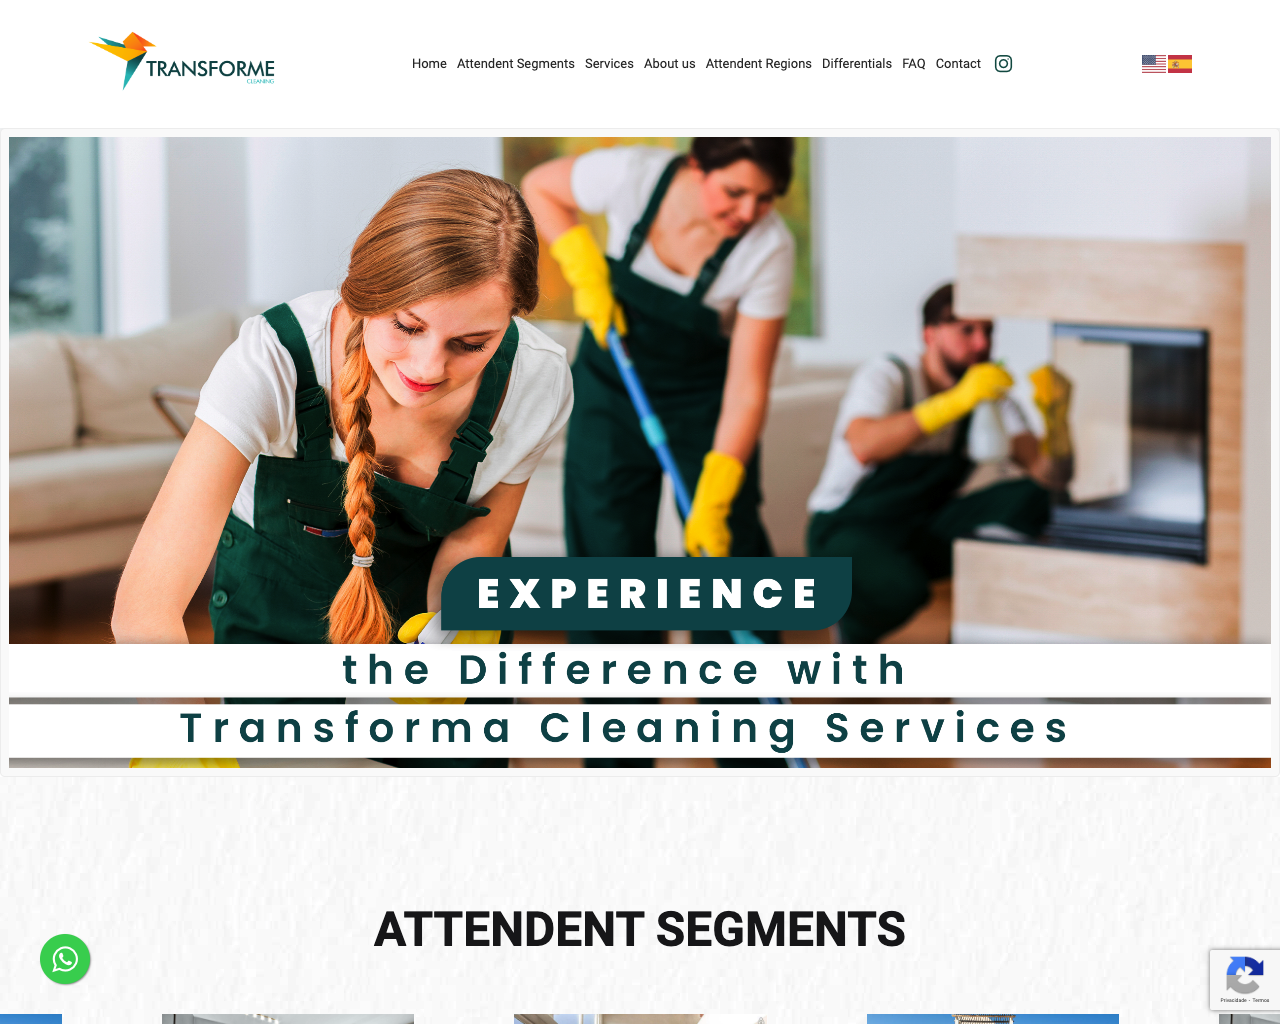 TRANSFORME
CLEANING
Home Attendent Segments Services About us Attendent Regions Differentials FAQ Contact
EXPERIENCE
the Difference with
Transforma Cleaning Services
ATTENDENT SEGMENTS
Privacidade - Termos